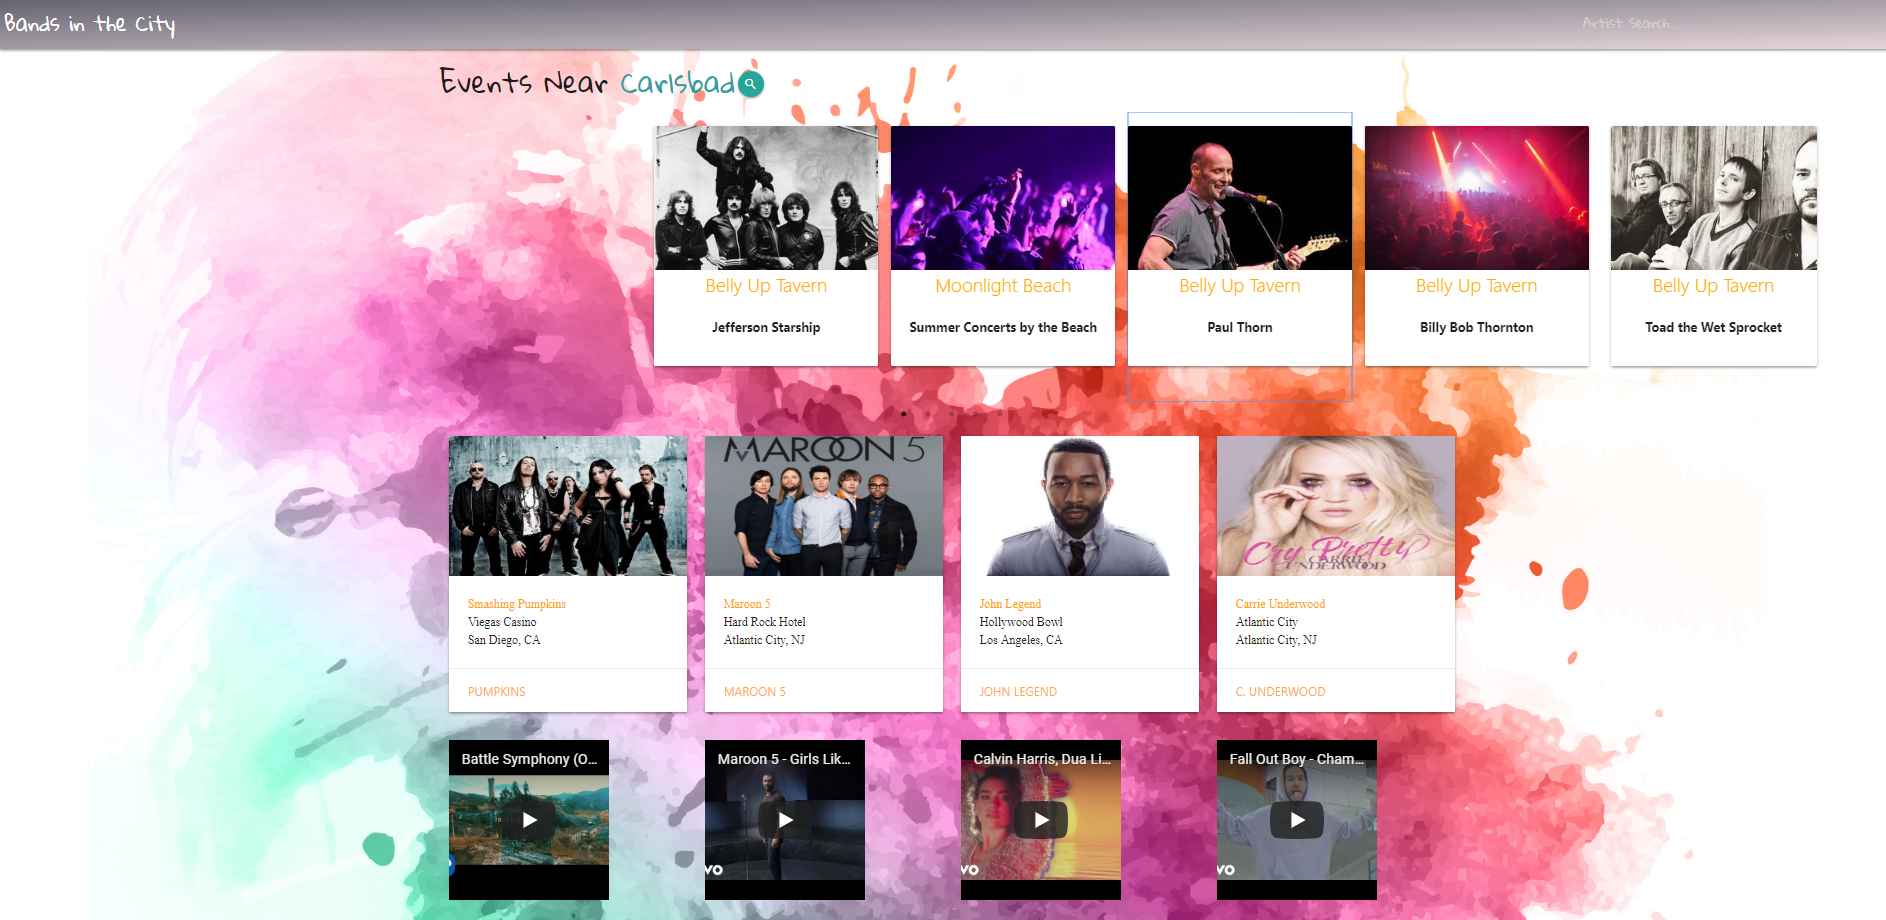 Bands in the City
Artist Search...
Events Near Carlsbad
Belly Up Tavern
Jefferson Starship
Moonlight Beach
Summer Concerts by the Beach
Belly Up Tavern
Paul Thorn
Belly Up Tavern
Billy Bob Thornton
Belly Up Tavern
Toad the Wet Sprocket
MAROON 5
Cry Pretty
CARRIE
UNDERWOOD
Smashing Pumpkins
Viegas Casino
San Diego, CA
PUMPKINS
Maroon 5
Hard Rock Hotel
Atlantic City, NJ
MAROON 5
John Legend
Hollywood Bowl
Los Angeles, CA
JOHN LEGEND
Carrie Underwood
Atlantic City
Atlantic City, NJ
C. UNDERWOOD
Battle Symphony (O...
Maroon 5 - Girls Lik...
vo
Calvin Harris, Dua Li...
vo
Fall Out Boy - Cham...
vo